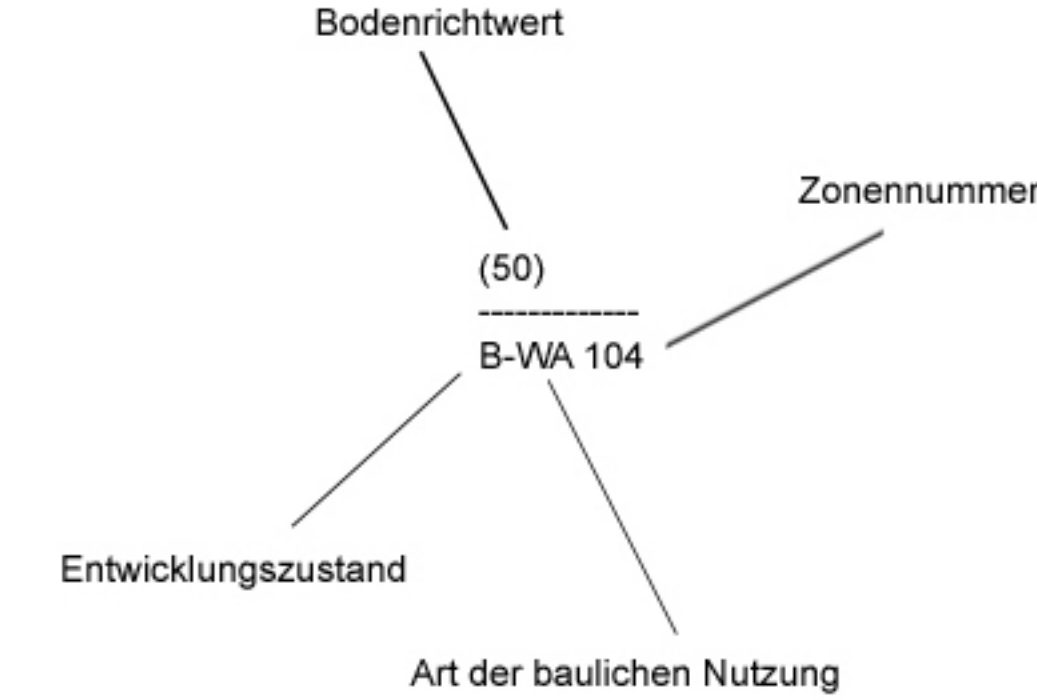 Bodenrichtwert
Zonennummer
(50)
-------------
B-WA 104
Entwicklungszustand
Art der baulichen Nutzung